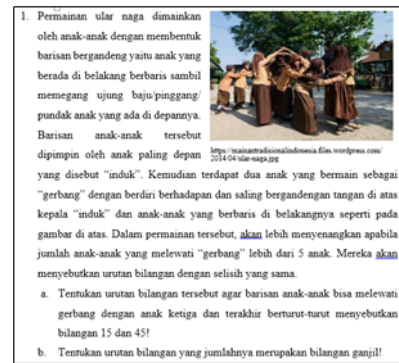 1. Permainan ular naga dimainkan
oleh anak-anak dengan membentuk
barisan bergandeng yaitu anak yang
berada di belakang berbaris sambil
memegang ujung baju/pinggang/
pundak anak yang ada di depannya.
Barisan anak-anak tersebut
dipimpin oleh anak paling depan
https://mainantradisionalindonesia.files.wordpress.com/
2014/04/ular-naga.jpg
yang disebut “induk”. Kemudian terdapat dua anak yang bermain sebagai
“gerbang” dengan berdiri berhadapan dan saling bergandengan tangan di atas
kepala “induk” dan anak-anak yang berbaris di belakangnya seperti pada
gambar di atas. Dalam permainan tersebut, akan lebih menyenangkan apabila
jumlah anak-anak yang melewati “gerbang” lebih dari 5 anak. Mereka akan
menyebutkan urutan bilangan dengan selisih yang sama.
a. Tentukan urutan bilangan tersebut agar barisan anak-anak bisa melewati
gerbang dengan anak ketiga dan terakhir berturut-turut menyebutkan
bilangan 15 dan 45!
b. Tentukan urutan bilangan yang jumlahnya merupakan bilangan ganjil!